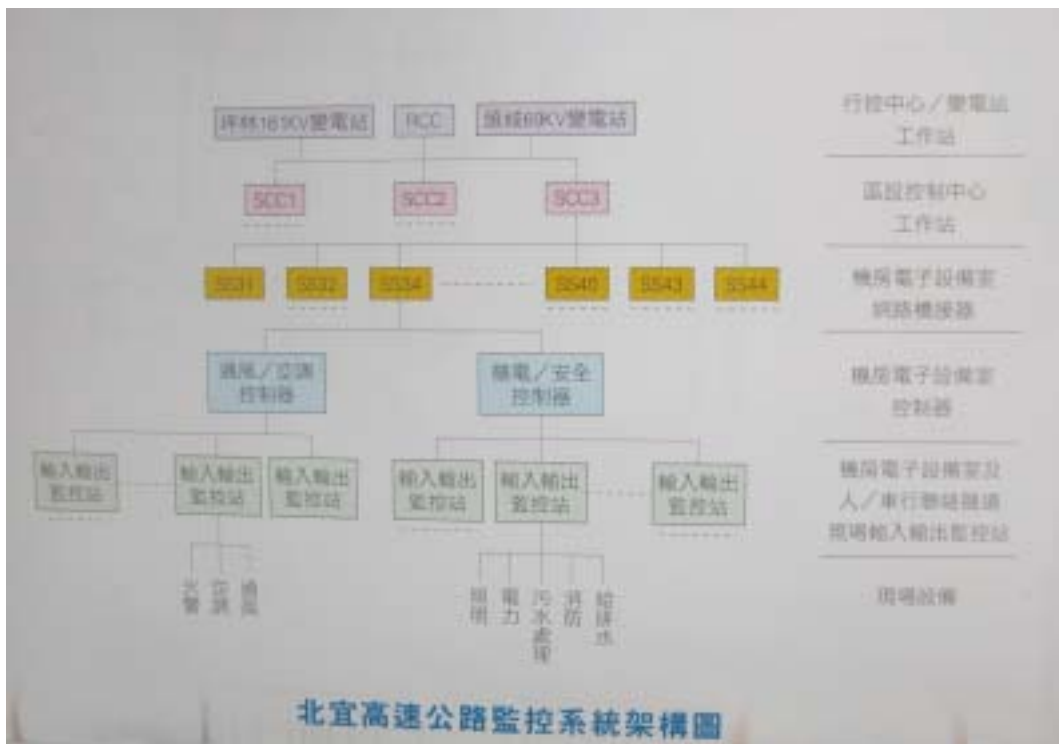 坪林161KV變電站
RCC
頭城69KV變電站
行控中心／變電站
工作站
SCC1
SCC2
SCC3
區段控制中心
工作站
SS31
SS32
SS34
SS40
SS43
SS44
機房電子設備室
網路橋接器
通風／空調
控制器
輸電／安全
控制器
機房電子設備室
控制器
輸入輸出
監控站
輸入輸出
監控站
輸入輸出
監控站
輸入輸出
監控站
輸入輸出
監控站
輸入輸出
監控站
機房電子設備室及
人／車行聯絡隧道
現場輸入輸出監控站
火警
空調
通風
照明
電力
污水處理
消防
給排水
現場設備
北宜高速公路監控系統架構圖